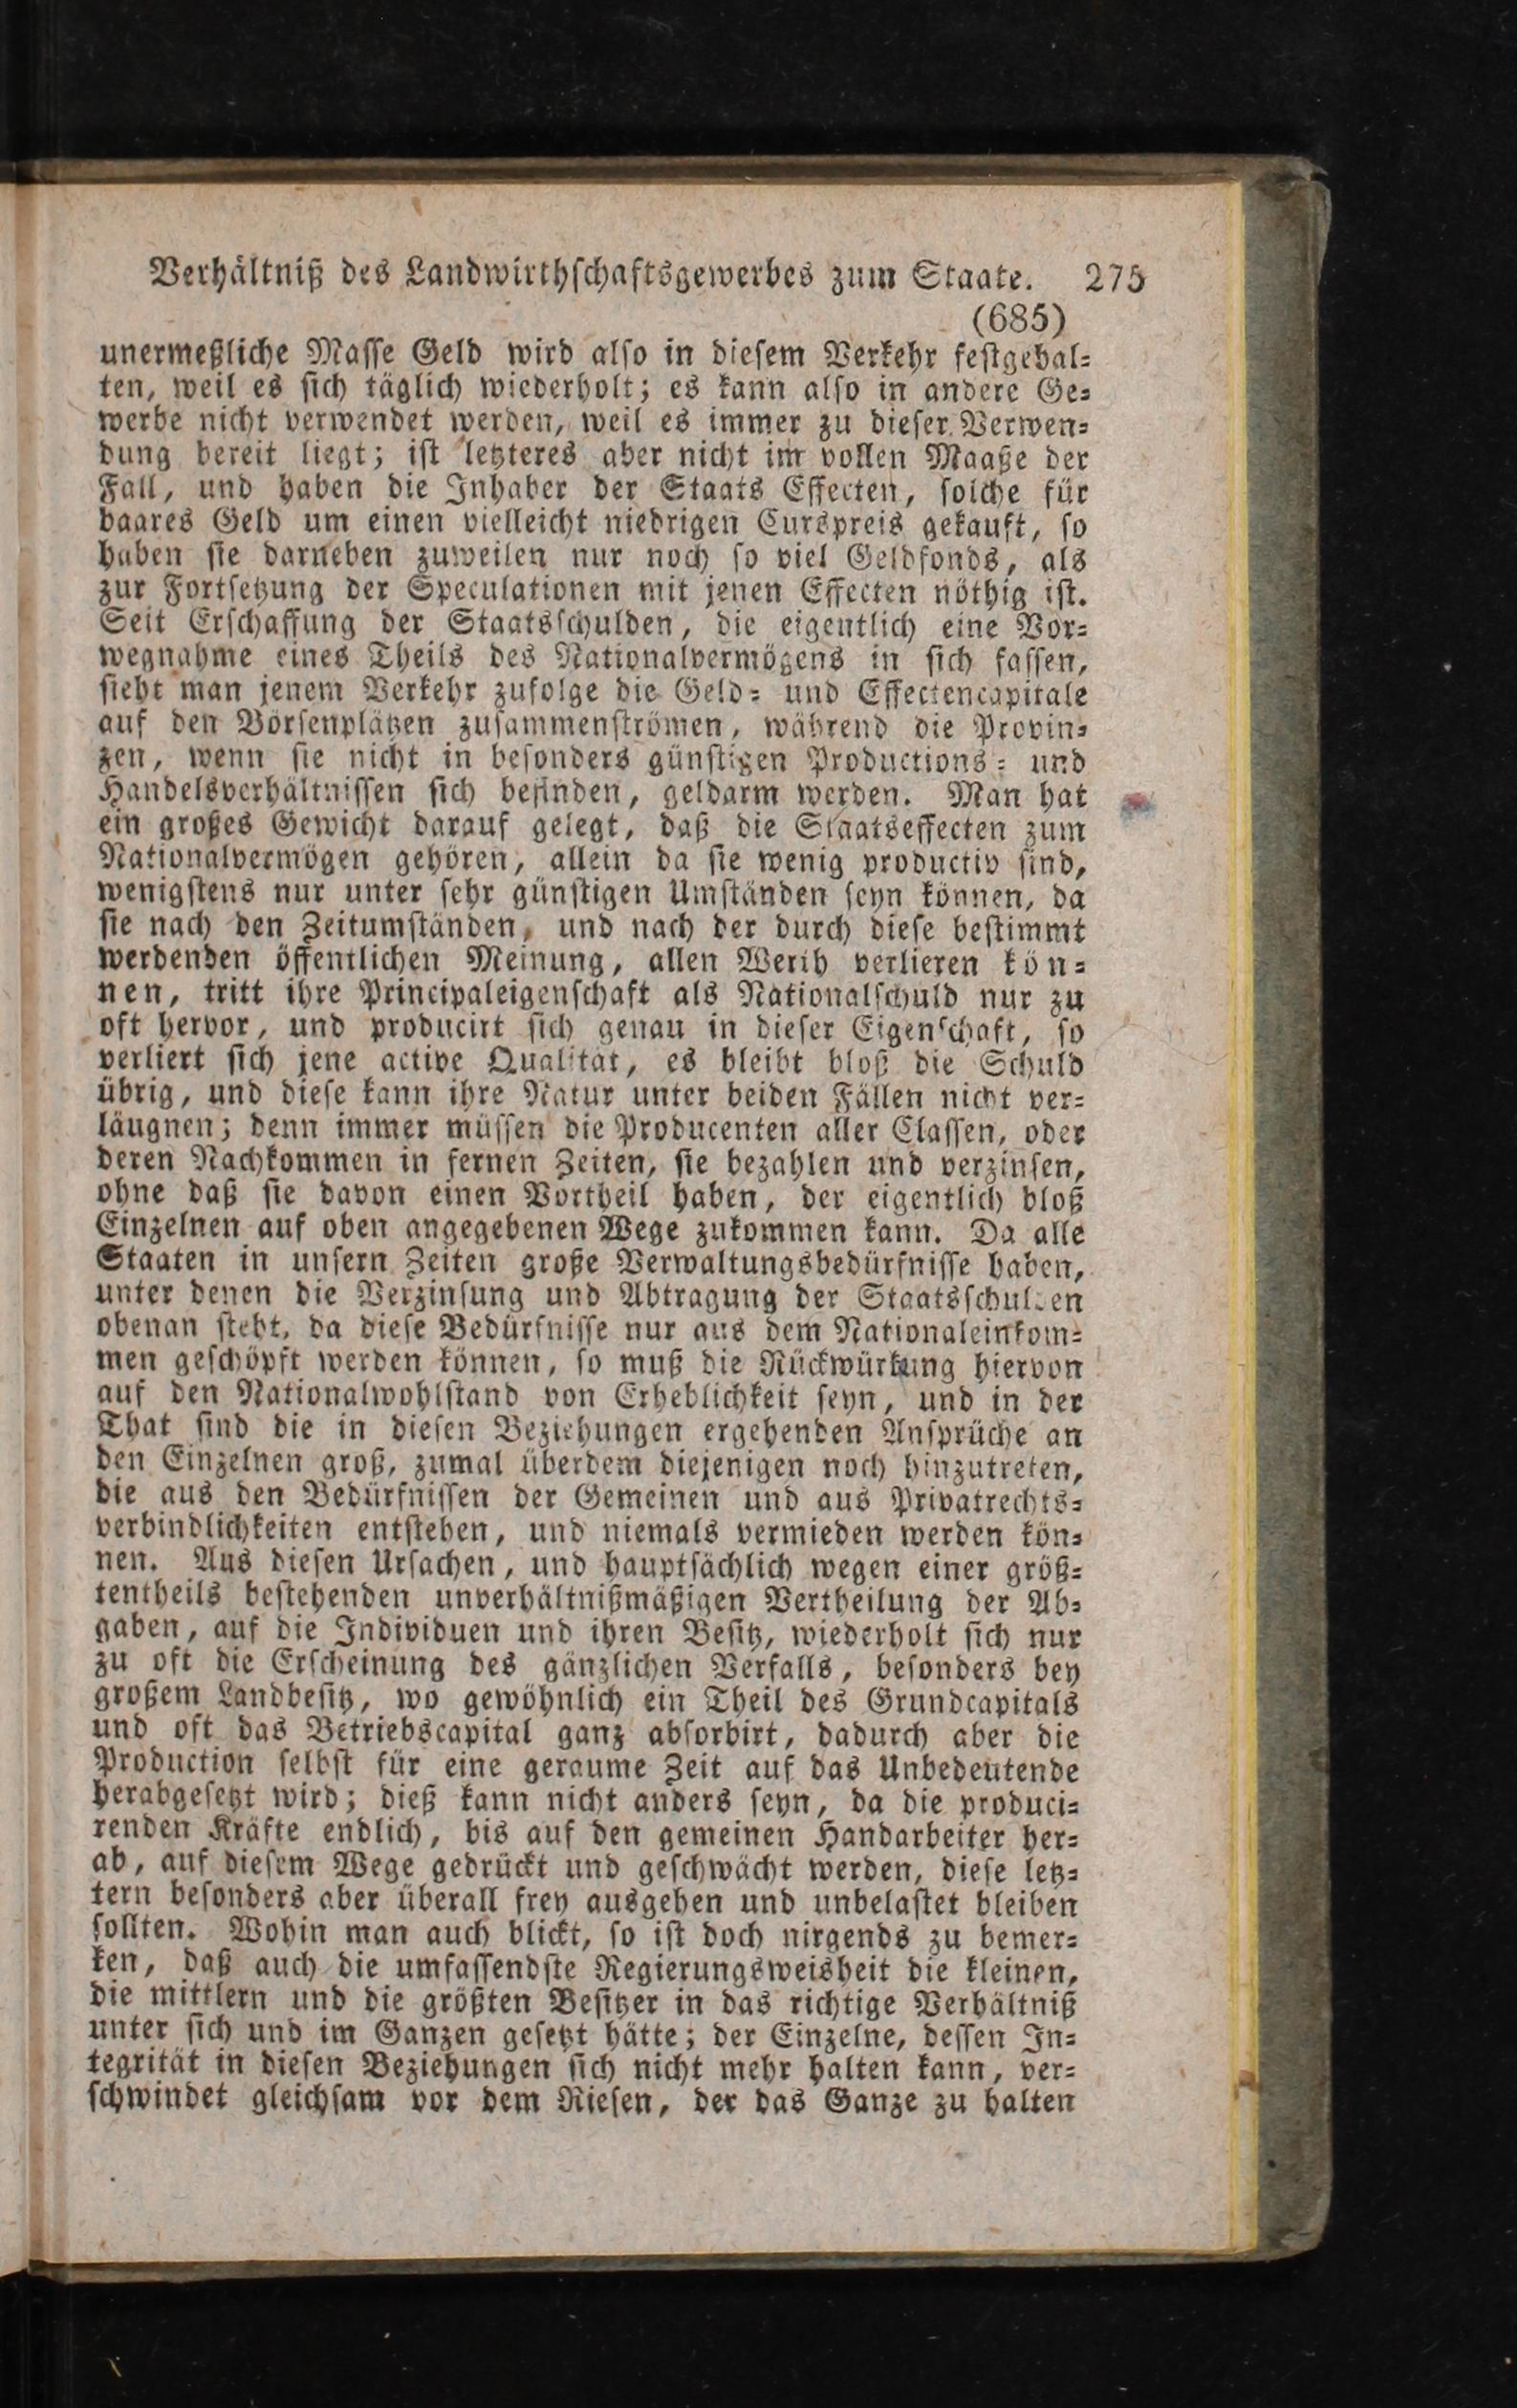 Verhältniß des Landwirthschaftsgewerbes zum Staate. 275
(685)
unermeßliche Masse Geld wird also in diesem Verkehr festgehal=
ten, weil es sich täglich wiederholt; es kann also in andere Ge=
werbe nicht verwendet werden, weil es immer zu dieser Verwen=
dung bereit liegt; ist letzteres aber nicht im vollen Maaße der
Fall, und haben die Inhaber der Staats Effecten, solche für
baares Geld um einen vielleicht niedrigen Curspreis gekauft, so
haben sie darneben zuweilen nur noch so viel Geldfonds, als
zur Fortsetzung der Speculationen mit jenen Effecten nöthig ist.
Seit Erschaffung der Staatsschulden, die eigentlich eine Vor=
wegnahme eines Theils des Nationalvermögens in sich fassen,
sieht man jenem Verkehr zufolge die Geld= und Effectencapitale
auf den Börsenplätzen zusammenströmen, während die Provin=
zen, wenn sie nicht in besonders günstigen Productions= und
Handelsverhältnissen sich befinden, geldarm werden. Man hat
ein großes Gewicht darauf gelegt, daß die Staatseffecten zum
Nationalvermögen gehören, allein da sie wenig productiv sind,
wenigstens nur unter sehr günstigen Umständen seyn können, da
sie nach den Zeitumständen, und nach der durch diese bestimmt
werdenden öffentlichen Meinung, allen Werth verlieren kön=
nen, tritt ihre Principaleigenschaft als Nationalschuld nur zu
oft hervor, und producirt sich genau in dieser Eigenschaft, so
verliert sich jene active Qualität, es bleibt bloß die Schuld
übrig, und diese kann ihre Natur unter beiden Fällen nicht ver=
läugnen; denn immer müssen die Producenten aller Classen, oder
deren Nachkommen in fernen Zeiten, sie bezahlen und verzinsen,
ohne daß sie davon einen Vortheil haben, der eigentlich bloß
Einzelnen auf oben angegebenen Wege zukommen kann. Da alle
Staaten in unsern Zeiten große Verwaltungsbedürfnisse haben,
unter denen die Verzinsung und Abtragung der Staatsschulden
obenan steht, da diese Bedürfnisse nur aus dem Nationaleinkom=
men geschöpft werden können, so muß die Rückwürkung hiervon
auf den Nationalwohlstand von Erheblichkeit seyn, und in der
That sind die in diesen Beziehungen ergehenden Ansprüche an
den Einzelnen groß, zumal überdem diejenigen noch hinzutreten,
die aus den Bedürfnissen der Gemeinen und aus Privatrechts=
verbindlichkeiten entstehen, und niemals vermieden werden kön=
nen. Aus diesen Ursachen, und hauptsächlich wegen einer größ=
tentheils bestehenden unverhältnißmäßigen Vertheilung der Ab=
gaben, auf die Individuen und ihren Besitz, wiederholt sich nur
zu oft die Erscheinung des gänzlichen Verfalls, besonders bey
großem Landbesitz, wo gewöhnlich ein Theil des Grundcapitals
und oft das Betriebscapital ganz absorbirt, dadurch aber die
Production selbst für eine geraume Zeit auf das Unbedeutende
herabgesetzt wird; dieß kann nicht anders seyn, da die produci=
renden Kräfte endlich, bis auf den gemeinen Handarbeiter her=
ab, auf diesem Wege gedrückt und geschwächt werden, diese letz=
tern besonders aber überall frey ausgehen und unbelastet bleiben
sollten. Wohin man auch blickt, so ist doch nirgends zu bemer=
ken, daß auch die umfassendste Regierungsweisheit die kleinen,
die mittlern und die größten Besitzer in das richtige Verhältniß
unter sich und im Ganzen gesetzt hätte; der Einzelne, dessen In=
tegrität in diesen Beziehungen sich nicht mehr halten kann, ver=
schwindet gleichsam vor dem Riesen, der das Ganze zu halten